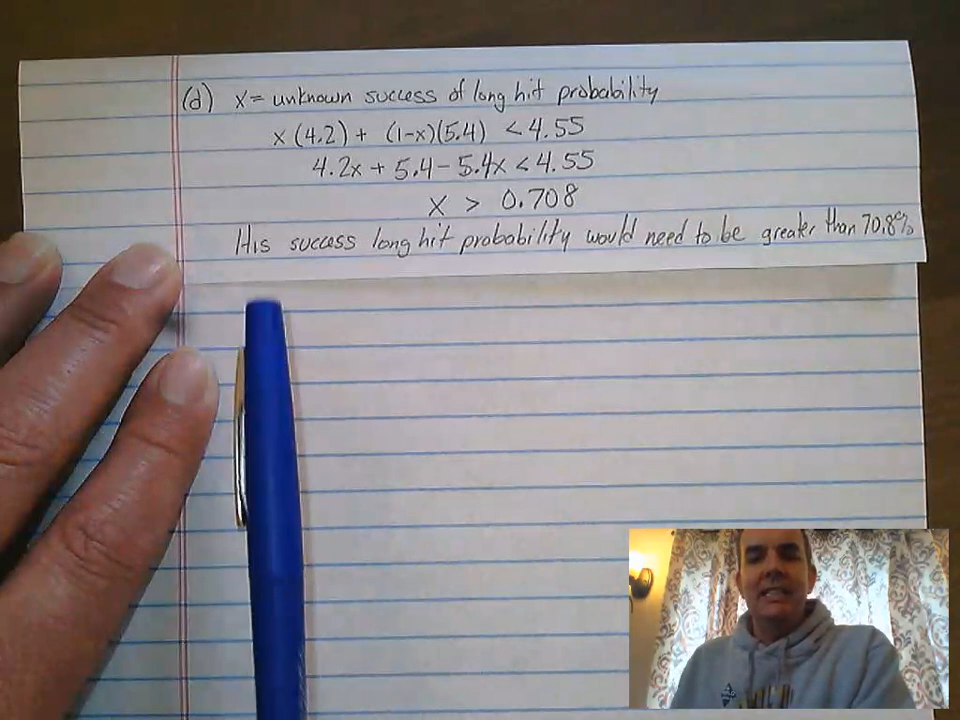 (d) x = unknown success of long hit probability
x (4.2) + (1-x)(5.4) < 4.55
4.2x + 5.4 - 5.4x < 4.55
x > 0.708
His success long hit probability would need to be greater than 70.8%